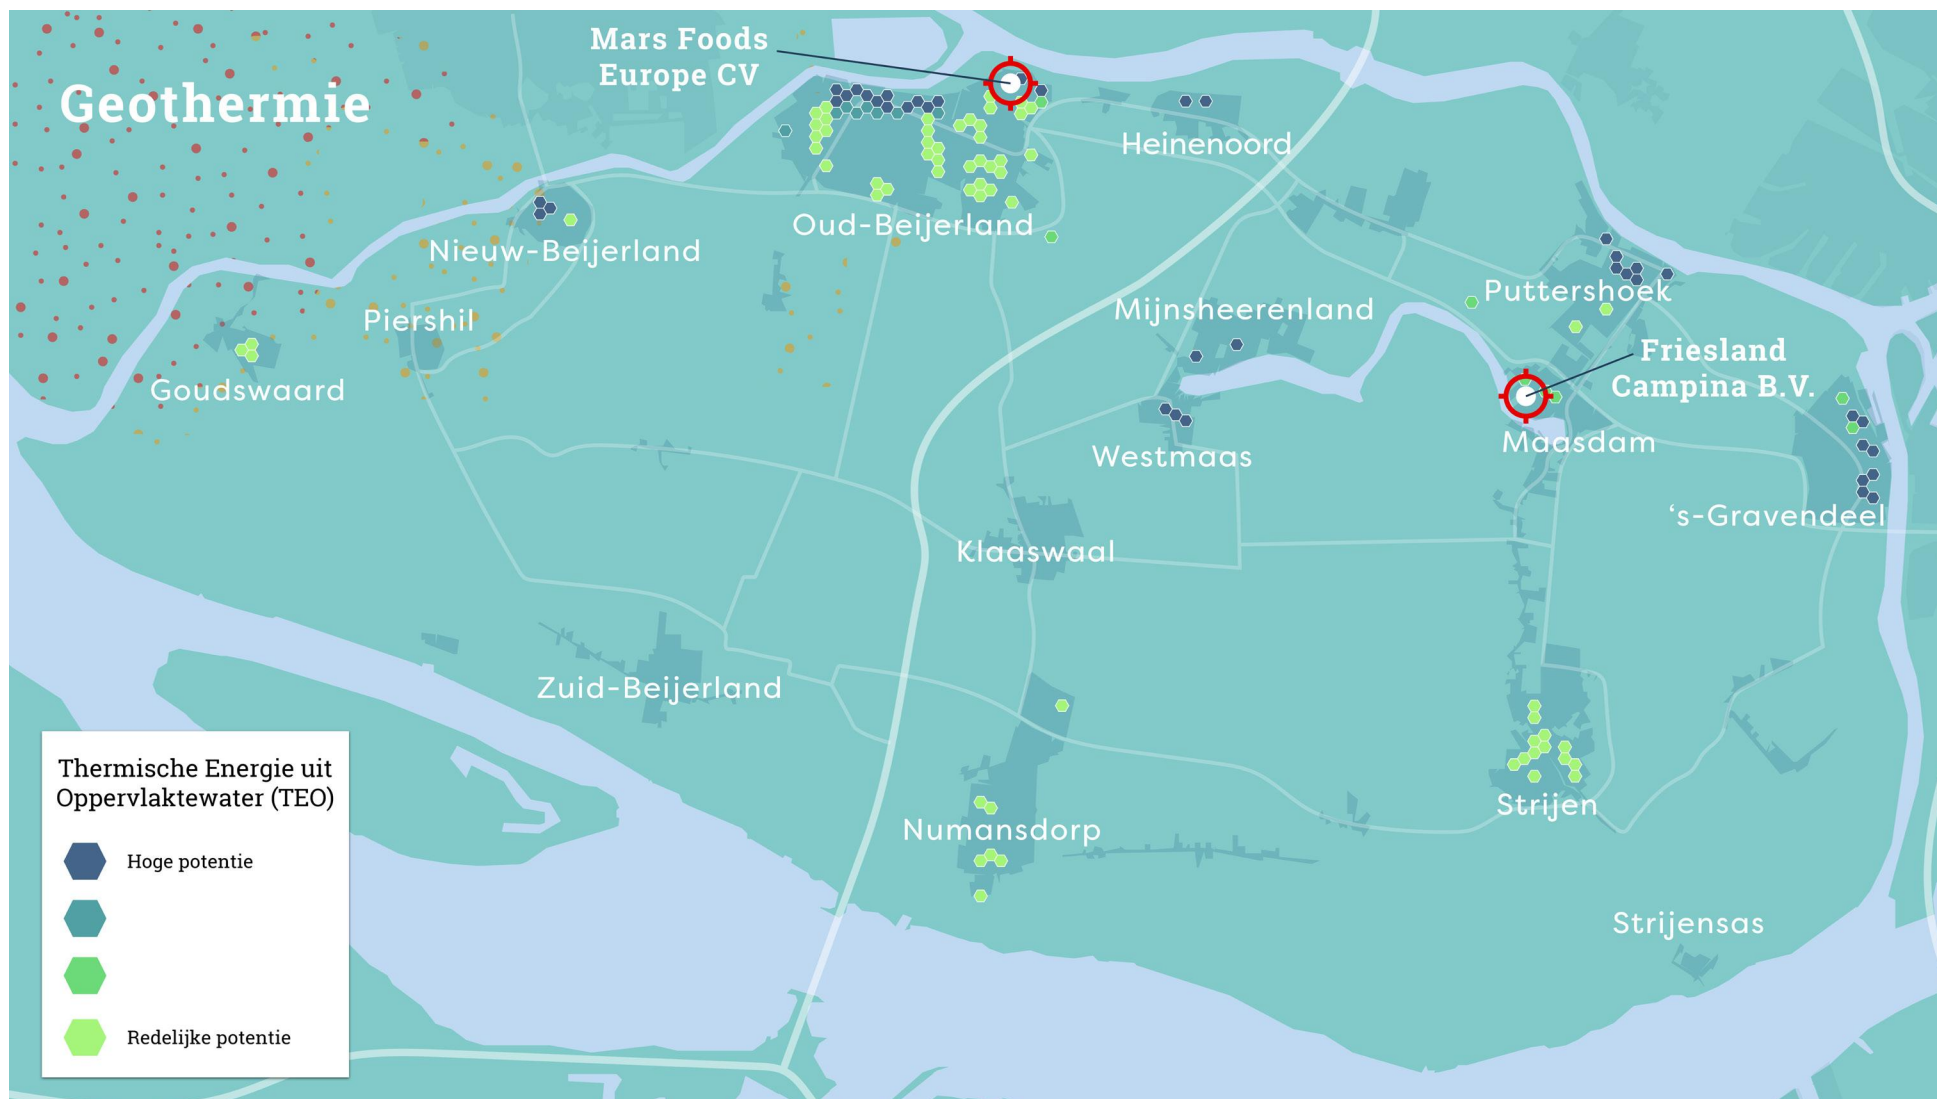 Mars Foods
Europe CV
Geothermie
Heinenoord
Oud-Beijerland
Nieuw-Beijerland
Puttershoek
Mijnsheerenland
Piershil
Friesland
Campina B.V.
Goudswaard
Maasdam
Westmaas
‘s-Gravendeel
Klaaswaal
Zuid-Beijerland
Thermische Energie uit
Oppervlaktewater (TEO)
Hoge potentie
Redelijke potentie
Strijen
Numansdorp
Strijensas